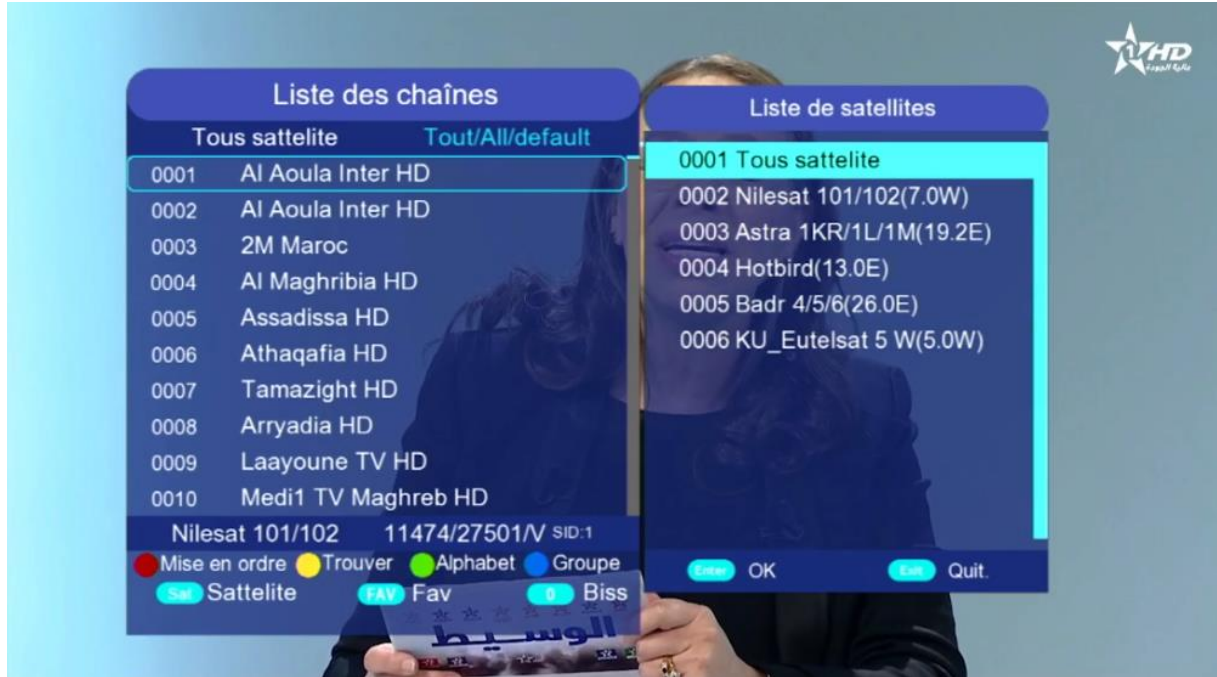 HD
عالية الجودة
Liste des chaînes
Tous sattelite Tout/All/default
0001 Al Aoula Inter HD
0002 Al Aoula Inter HD
0003 2M Maroc
0004 Al Maghribia HD
0005 Assadissa HD
0006 Athaqafia HD
0007 Tamazight HD
0008 Arryadia HD
0009 Laayoune TV HD
0010 Medi1 TV Maghreb HD
Nilesat 101/102 11474/27501/V SID:1
Mise en ordre Trouver Alphabet Groupe
Sat Sattelite FAV Fav 0 Biss
Liste de satellites
0001 Tous sattelite
0002 Nilesat 101/102(7.0W)
0003 Astra 1KR/1L/1M(19.2E)
0004 Hotbird(13.0E)
0005 Badr 4/5/6(26.0E)
0006 KU_Eutelsat 5 W(5.0W)
Enter OK Exit Quit.
الوسيط